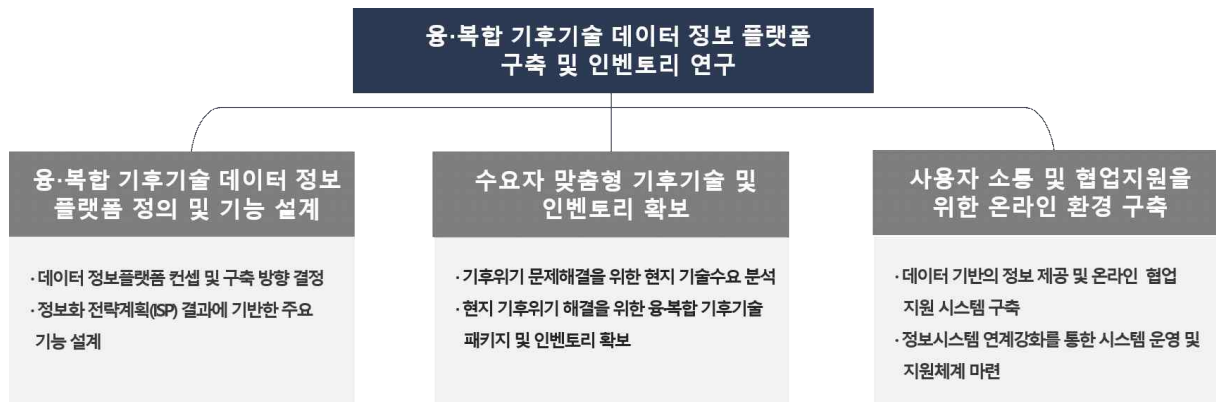 융·복합 기후기술 데이터 정보 플랫폼
구축 및 인벤토리 연구
융·복합 기후기술 데이터 정보
플랫폼 정의 및 기능 설계
· 데이터 정보플랫폼 컨셉 및 구축 방향 결정
· 정보화 전략계획(ISP) 결과에 기반한 주요
기능 설계
수요자 맞춤형 기후기술 및
인벤토리 확보
· 기후위기 문제해결을 위한 현지 기술수요 분석
· 현지 기후위기 해결을 위한 융·복합 기후기술
패키지 및 인벤토리 확보
사용자 소통 및 협업지원을
위한 온라인 환경 구축
· 데이터 기반의 정보 제공 및 온라인 협업
지원 시스템 구축
· 정보시스템 연계강화를 통한 시스템 운영 및
지원체계 마련